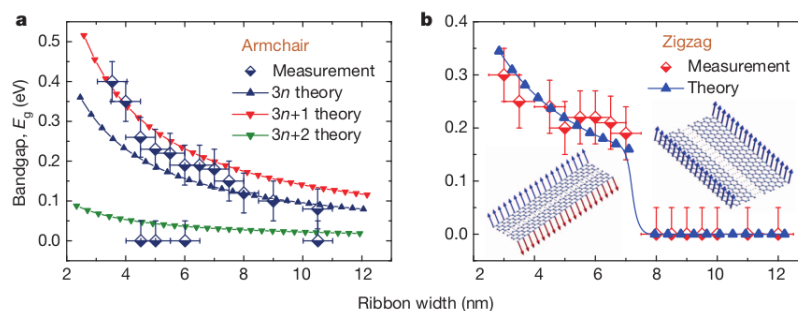 a
Armchair
Measurement
3n theory
3n+1 theory
3n+2 theory
Bandgap, Eg (eV)
0.5
0.4
0.3
0.2
0.1
0.0
2 4 6 8 10 12
b
Zigzag
Measurement
Theory
0.4
0.3
0.2
0.1
0.0
2 4 6 8 10 12
Ribbon width (nm)